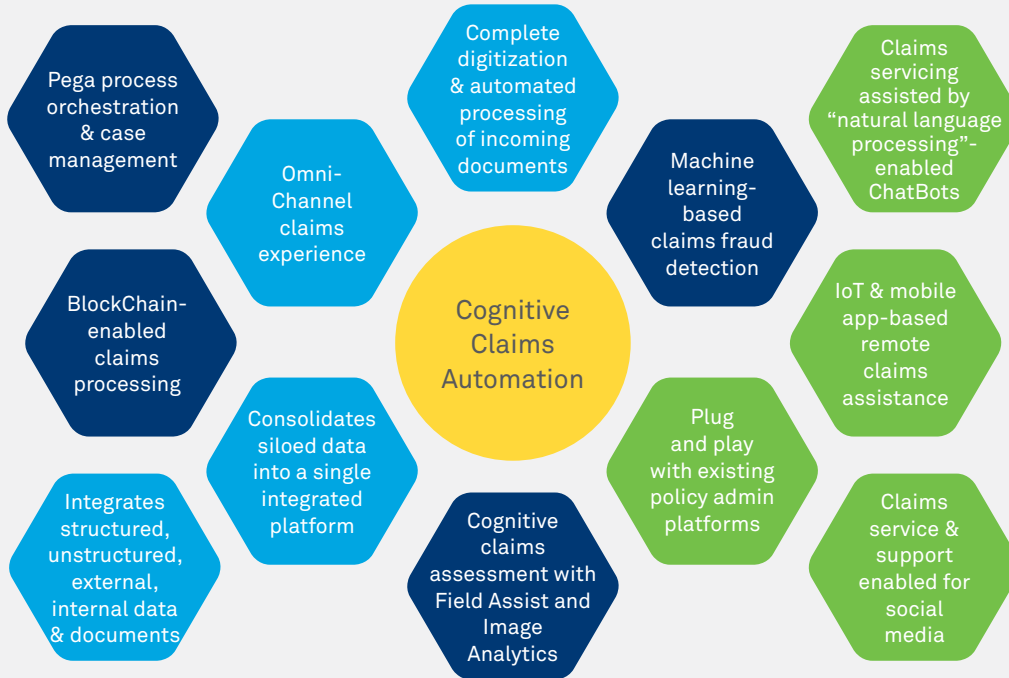 Pega process
orchestration
& case
management
Omni-
Channel
claims
experience
Complete
digitization
& automated
processing
of incoming
documents
Machine
learning-
based
claims fraud
detection
Claims
servicing
assisted by
“natural language
processing”-
enabled
ChatBots
BlockChain-
enabled
claims
processing
Cognitive
Claims
Automation
IoT & mobile
app-based
remote
claims
assistance
Consolidates
siloed data
into a single
integrated
platform
Plug
and play
with existing
policy admin
platforms
Integrates
structured,
unstructured,
external,
internal data
& documents
Cognitive
claims
assessment with
Field Assist and
Image
Analytics
Claims
service &
support
enabled for
social
media